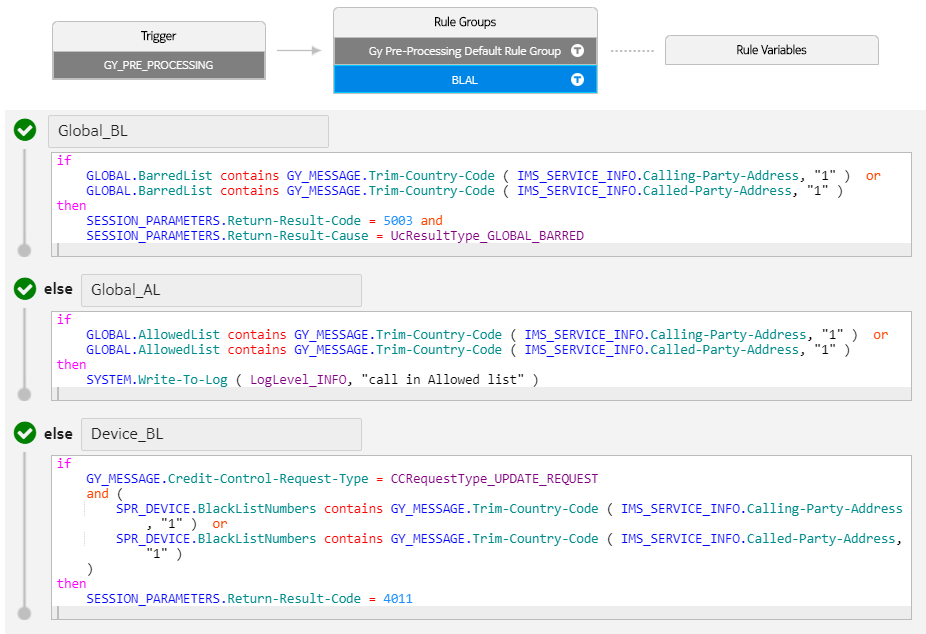 Trigger
GY_PRE_PROCESSING
Rule Groups
Gy Pre-Processing Default Rule Group T
BLAL T
Rule Variables
Global_BL
if
GLOBAL.BarredList contains GY_MESSAGE.Trim-Country-Code ( IMS_SERVICE_INFO.Calling-Party-Address, "1" ) or
GLOBAL.BarredList contains GY_MESSAGE.Trim-Country-Code ( IMS_SERVICE_INFO.Called-Party-Address, "1" )
then
SESSION_PARAMETERS.Return-Result-Code = 5003 and
SESSION_PARAMETERS.Return-Result-Cause = UcResultType_GLOBAL_BARRED
else Global_AL
if
GLOBAL.AllowedList contains GY_MESSAGE.Trim-Country-Code ( IMS_SERVICE_INFO.Calling-Party-Address, "1" ) or
GLOBAL.AllowedList contains GY_MESSAGE.Trim-Country-Code ( IMS_SERVICE_INFO.Called-Party-Address, "1" )
then
SYSTEM.Write-To-Log ( LogLevel_INFO, "call in Allowed list" )
else Device_BL
if
GY_MESSAGE.Credit-Control-Request-Type = CCRequestType_UPDATE_REQUEST
and (
SPR_DEVICE.BlackListNumbers contains GY_MESSAGE.Trim-Country-Code ( IMS_SERVICE_INFO.Calling-Party-Address
, "1" ) or
SPR_DEVICE.BlackListNumbers contains GY_MESSAGE.Trim-Country-Code ( IMS_SERVICE_INFO.Called-Party-Address,
"1" )
)
then
SESSION_PARAMETERS.Return-Result-Code = 4011